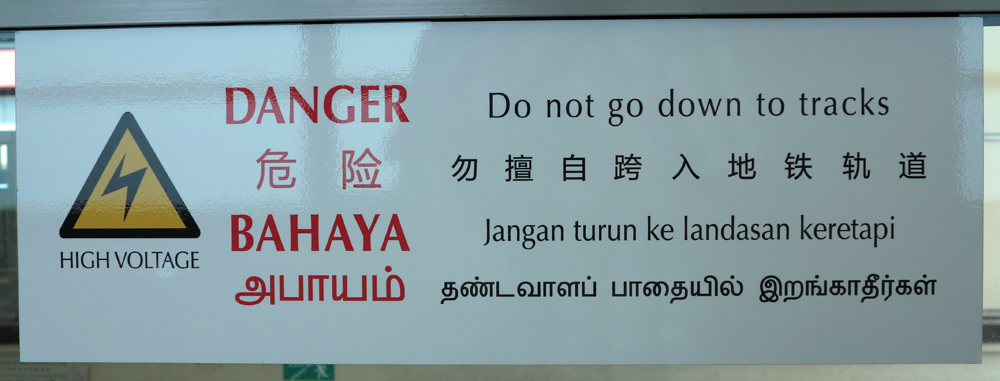 HIGH VOLTAGE
DANGER
危险
BAHAYA
அபாயம்
Do not go down to tracks
勿擅自跨入地铁轨道
Jangan turun ke landasan keretapi
தண்டவாளப் பாதையில் இறங்காதீர்கள்